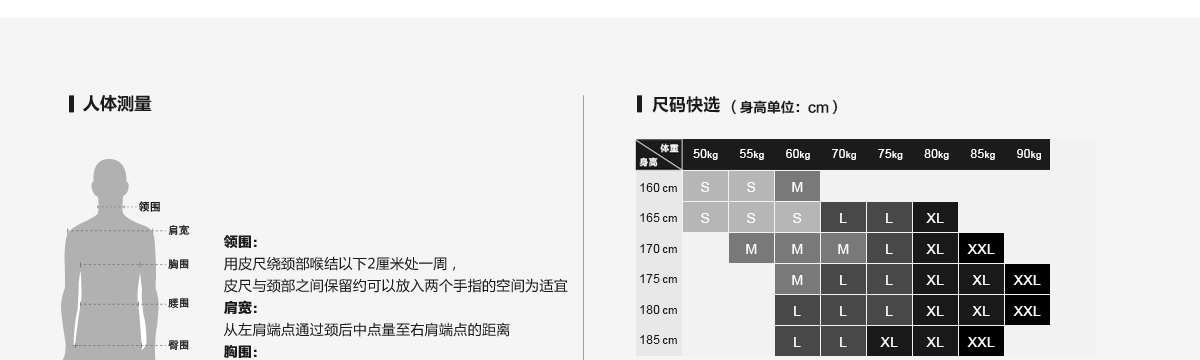 人体测量
领围
肩宽
胸围
腰围
臀围
领围：
用皮尺绕颈部喉结以下2厘米处一周，
皮尺与颈部之间保留约可以放入两个手指的空间为适宜
肩宽：
从左肩端点通过颈后中点量至右肩端点的距离
胸围：
尺码快选（身高单位：cm）
体重 身高 50kg 55kg 60kg 70kg 75kg 80kg 85kg 90kg
160 cm S S M
165 cm S S S L L XL
170 cm M M M L XL XXL
175 cm M L L XL XL XXL
180 cm L L L XL XL XXL
185 cm L L XL XL XXL